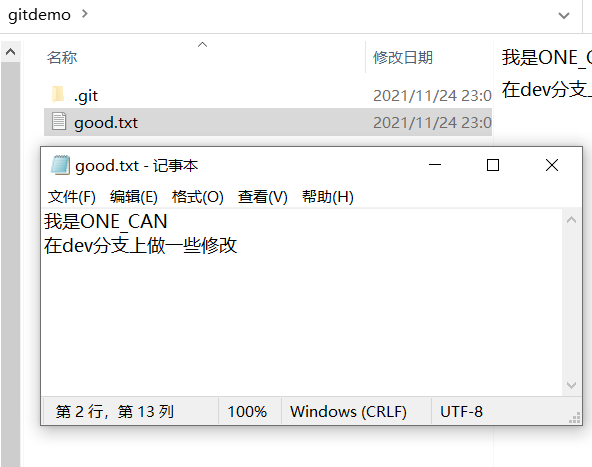 gitdemo
名称 修改日期
我是ONE_C
.git 2021/11/24 23:0
在dev分支上
good.txt 2021/11/24 23:0
good.txt - 记事本
文件(F) 编辑(E) 格式(O) 查看(V) 帮助(H)
我是ONE_CAN
在dev分支上做一些修改
第 2 行，第 13 列 100% Windows (CRLF) UTF-8